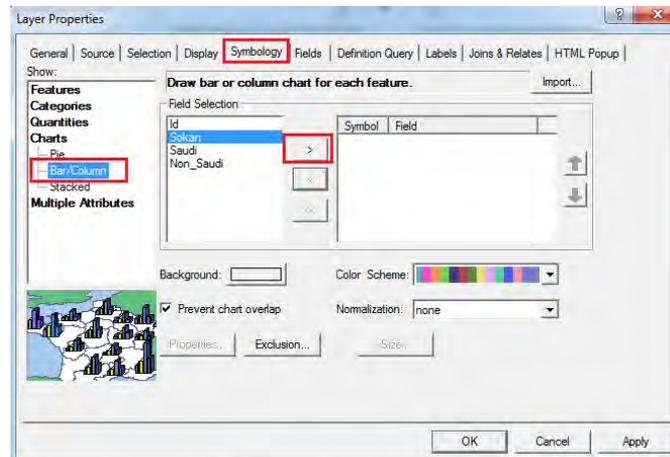 Layer Properties
General | Source | Selection | Display | Symbology | Fields | Definition Query | Labels | Joins & Relates | HTML Popup
Show:
Features
Categories
Quantities
Charts
Pie
Bar/Column
Stacked
Multiple Attributes
Draw bar or column chart for each feature.
Import...
Field Selection
Id
Sokan
Saudi
Non_Saudi
>
<
<<
Symbol Field
Background:
Color Scheme:
Prevent chart overlap
Normalization: none
Properties...
Exclusion...
Size...
OK
Cancel
Apply